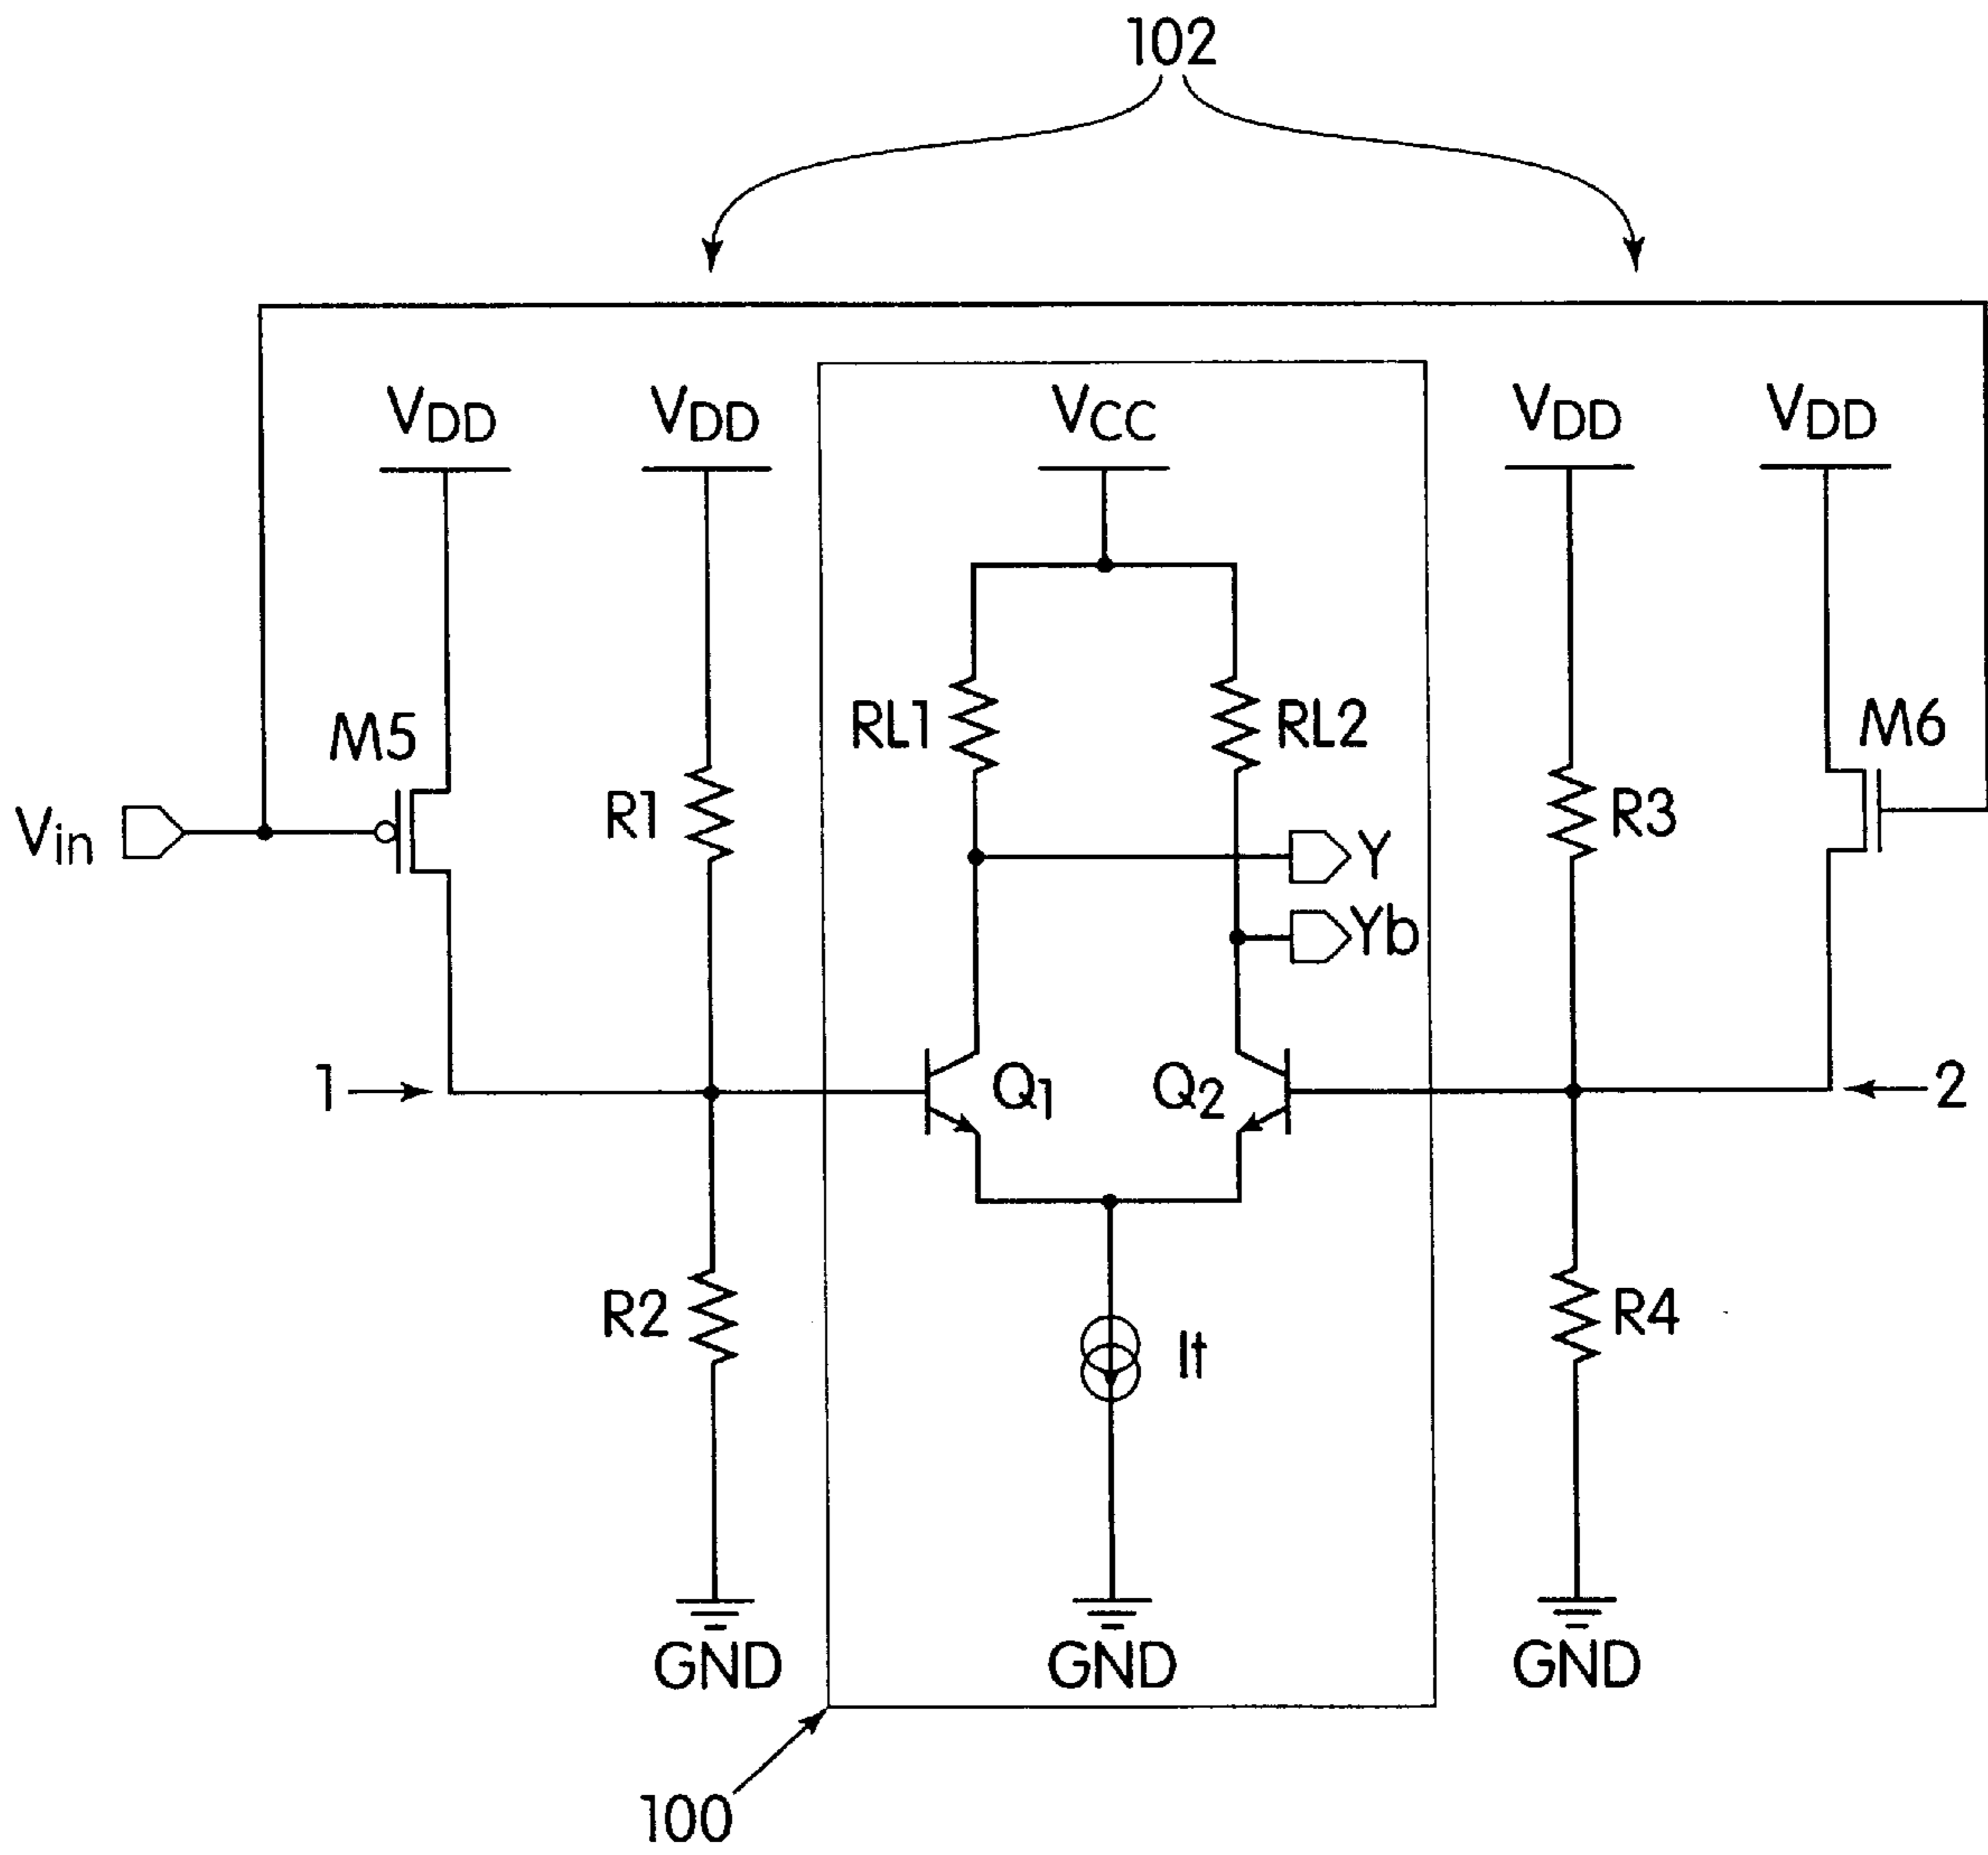 102
VDD
VDD
VCC
VDD
VDD
M5
RL1
RL2
M6
Vin
R1
R3
Y
Yb
1
Q1
Q2
2
R2
It
R4
GND
GND
GND
100